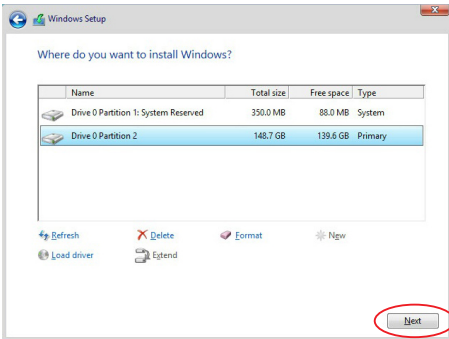 Windows Setup
Where do you want to install Windows?
Name Total size Free space Type
Drive 0 Partition 1: System Reserved 350.0 MB 88.0 MB System
Drive 0 Partition 2 148.7 GB 139.6 GB Primary
Refresh Delete Format New
Load driver Extend
Next